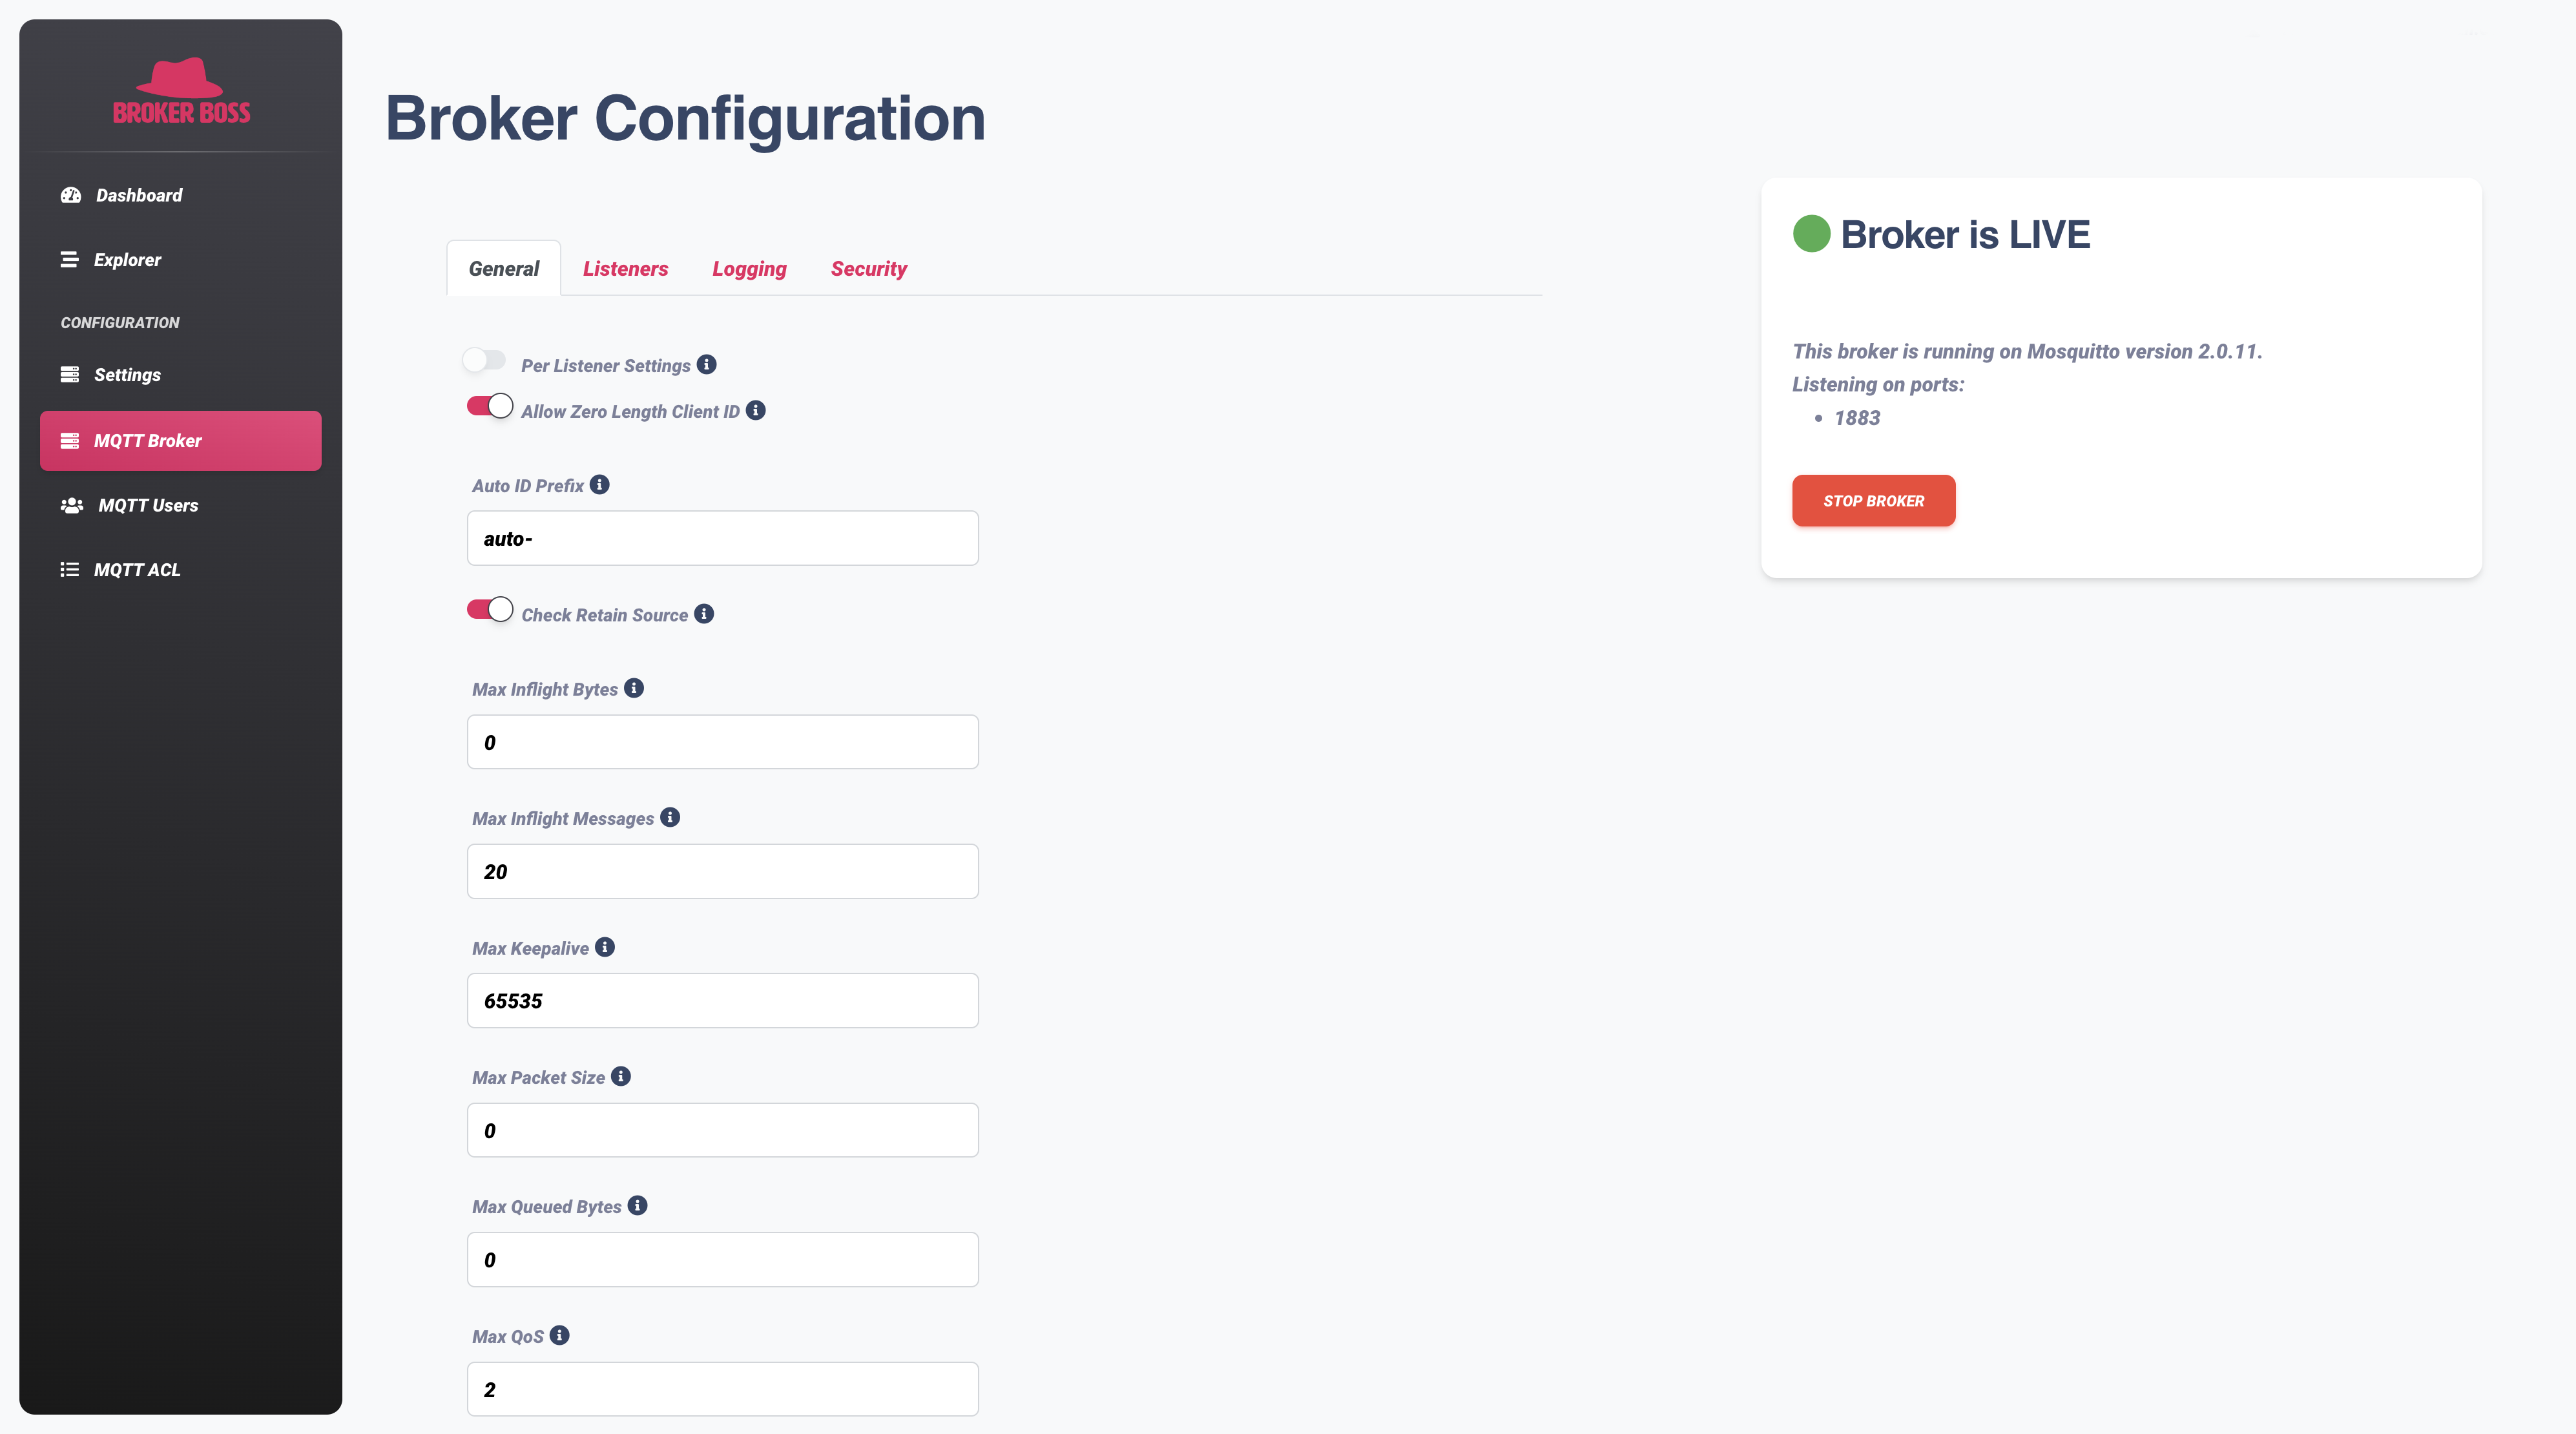 BROKER BOSS
Dashboard
Explorer
CONFIGURATION
Settings
MQTT Broker
MQTT Users
MQTT ACL
Broker Configuration
General
Listeners
Logging
Security
Per Listener Settings
Allow Zero Length Client ID
Auto ID Prefix
auto-
Check Retain Source
Max Inflight Bytes
0
Max Inflight Messages
20
Max Keepalive
65535
Max Packet Size
0
Max Queued Bytes
0
Max QoS
2
Broker is LIVE
This broker is running on Mosquitto version 2.0.11.
Listening on ports:
• 1883
STOP BROKER